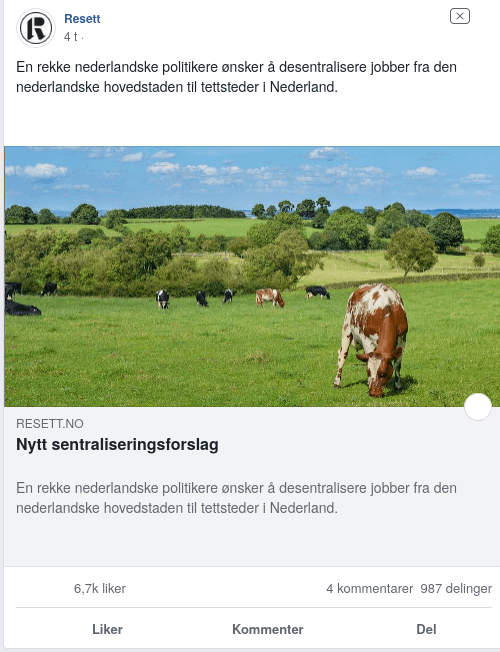 Resett
4 t ·
En rekke nederlandske politikere ønsker å desentralisere jobber fra den
nederlandske hovedstaden til tettsteder i Nederland.
RESETT.NO
Nytt sentraliseringsforslag
En rekke nederlandske politikere ønsker å desentralisere jobber fra den
nederlandske hovedstaden til tettsteder i Nederland.
6,7k liker
4 kommentarer 987 delinger
Liker
Kommenter
Del